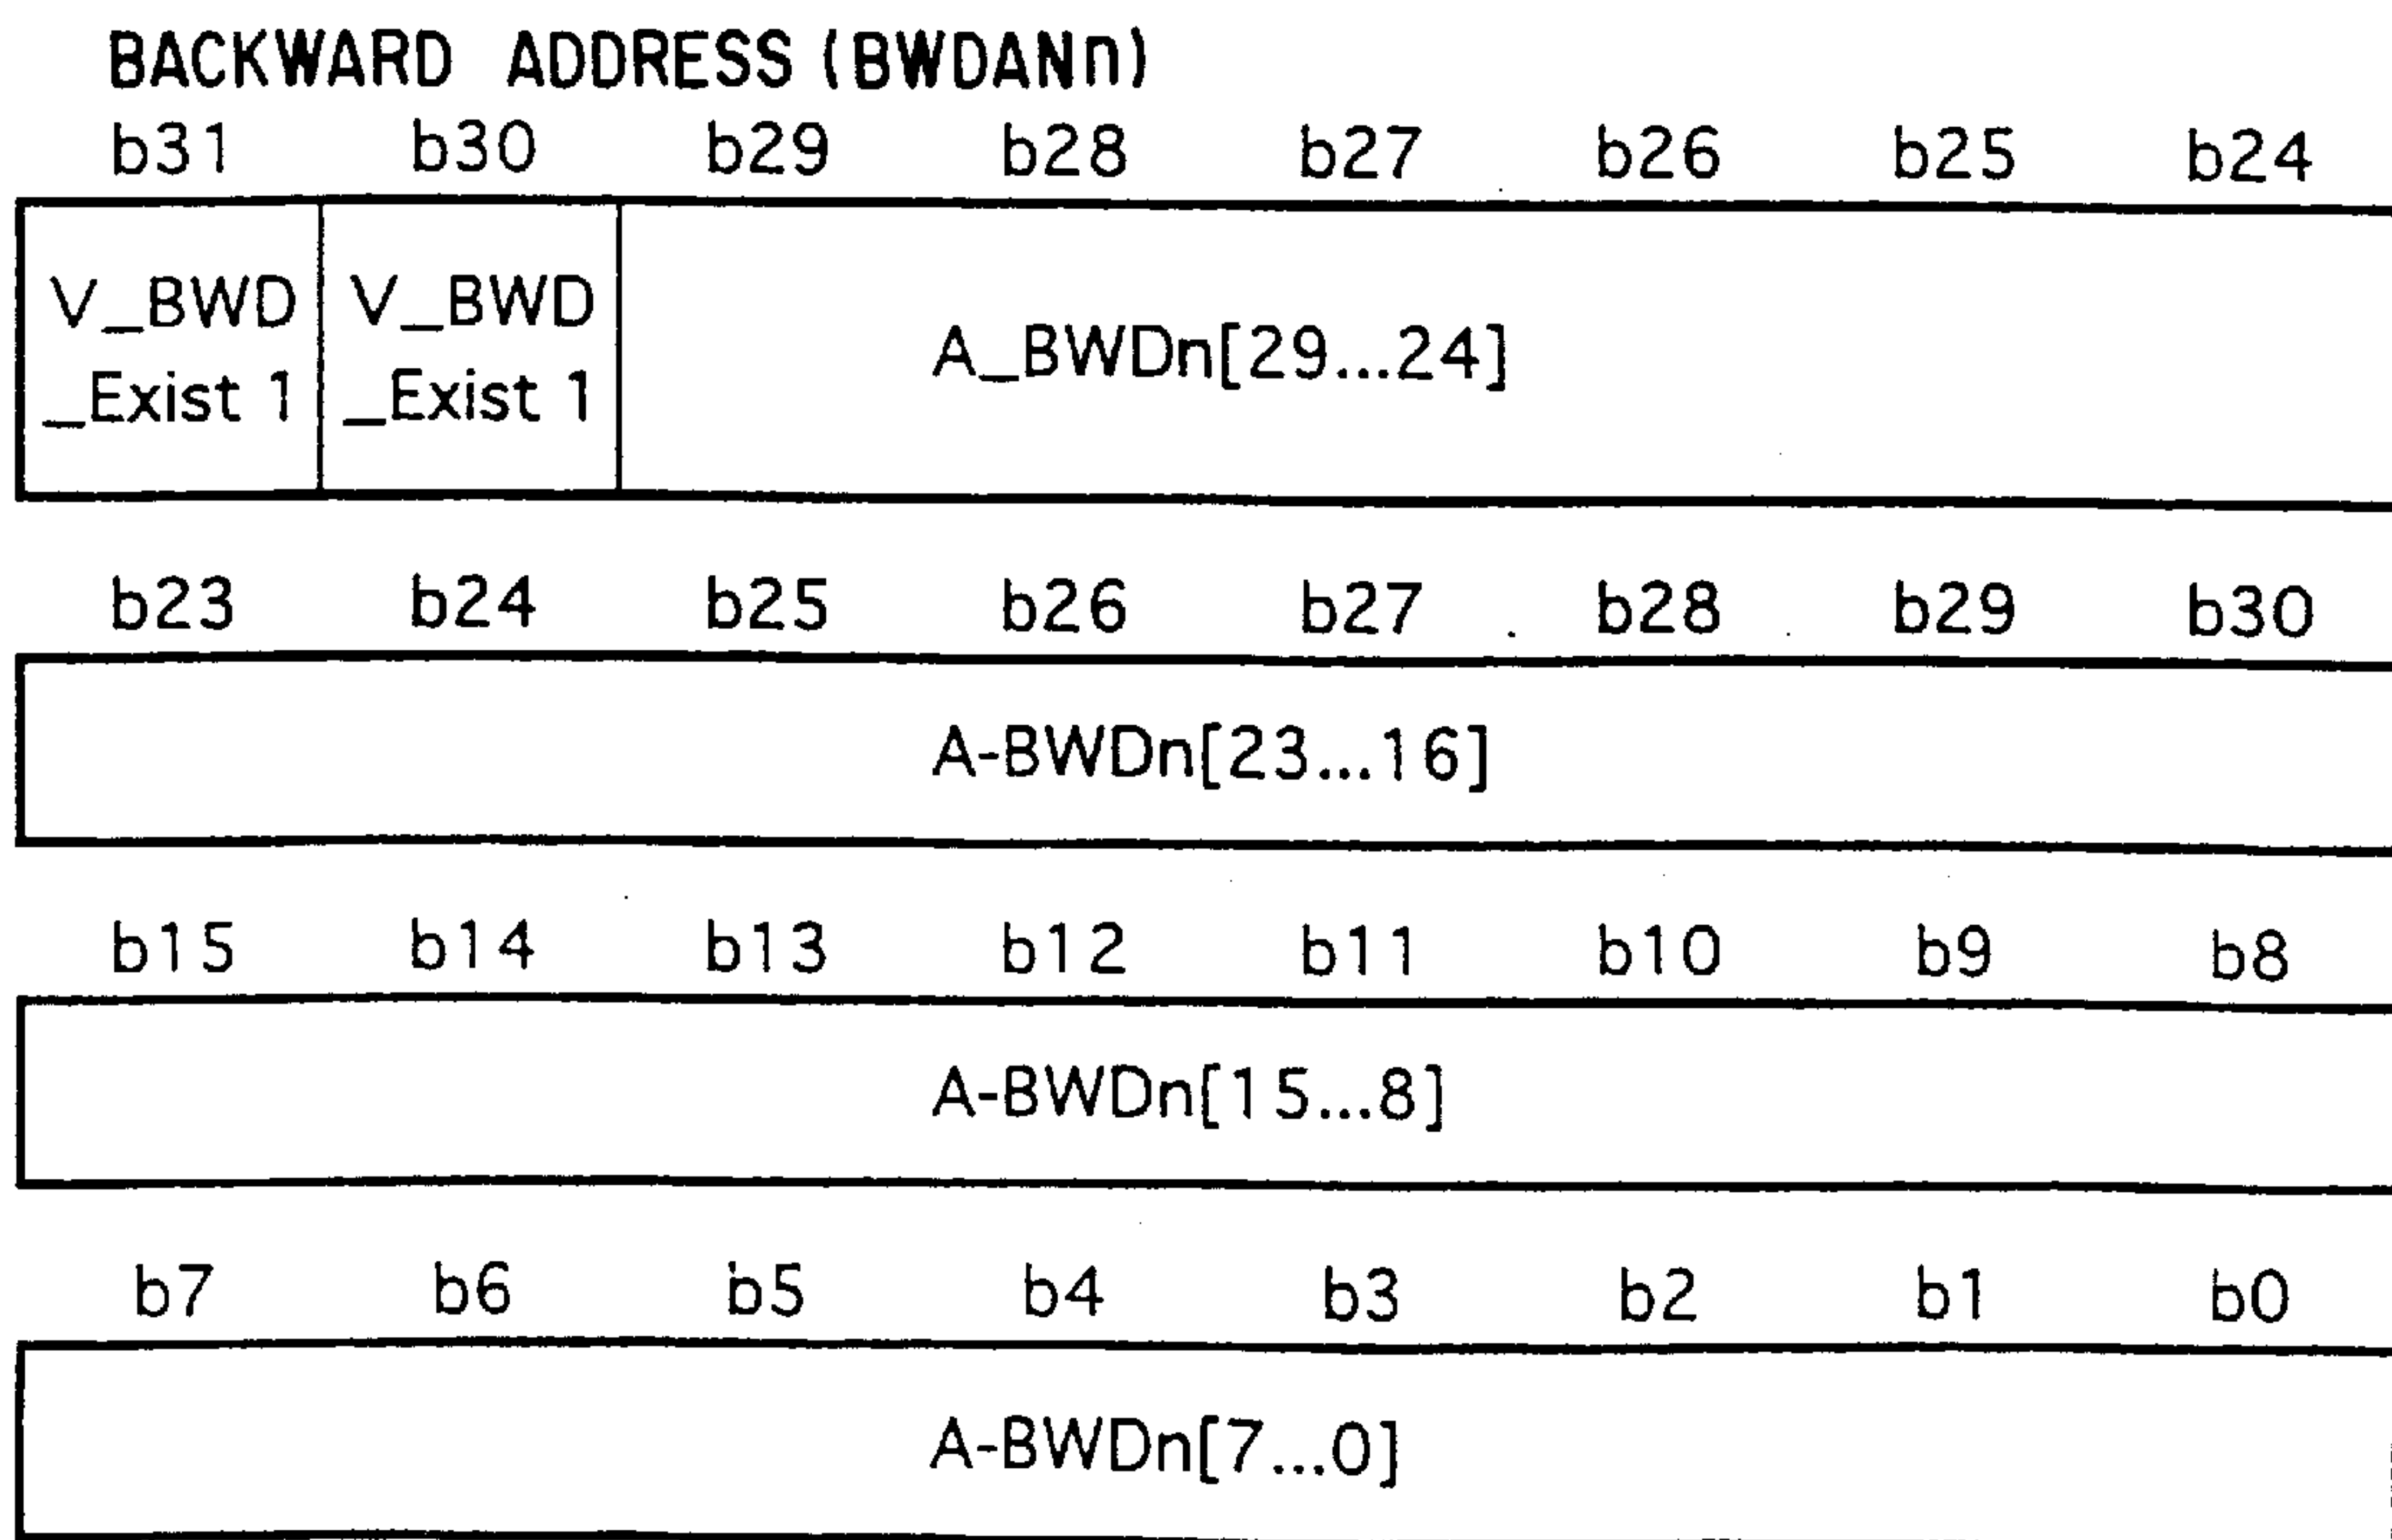 BACKWARD ADDRESS (BWDANn)
b31 b30 b29 b28 b27 b26 b25 b24
V_BWD V_BWD
A_BWDn[29...24]
_Exist 1 _Exist 1
b23 b24 b25 b26 b27 b28 b29 b30
A-BWDn[23...16]
b15 b14 b13 b12 b11 b10 b9 b8
A-BWDn[15...8]
b7 b6 b5 b4 b3 b2 b1 b0
A-BWDn[7...0]